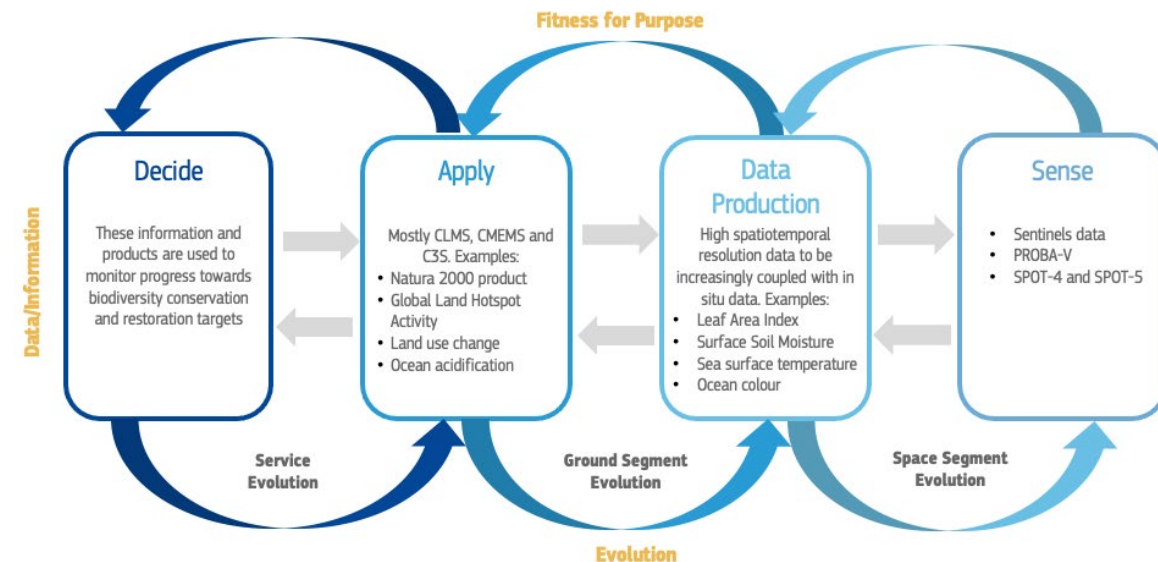 Fitness for Purpose
Data/Information
Decide
These information and
products are used to
monitor progress towards
biodiversity conservation
and restoration targets
Apply
Mostly CLMS, CMEMS and
C3S. Examples:
• Natura 2000 product
• Global Land Hotspot
Activity
• Land use change
• Ocean acidification
Data
Production
High spatiotemporal
resolution data to be
increasingly coupled with in
situ data. Examples:
• Leaf Area Index
• Surface Soil Moisture
• Sea surface temperature
• Ocean colour
Sense
• Sentinels data
• PROBA-V
• SPOT-4 and SPOT-5
Service
Evolution
Ground Segment
Evolution
Space Segment
Evolution
Evolution